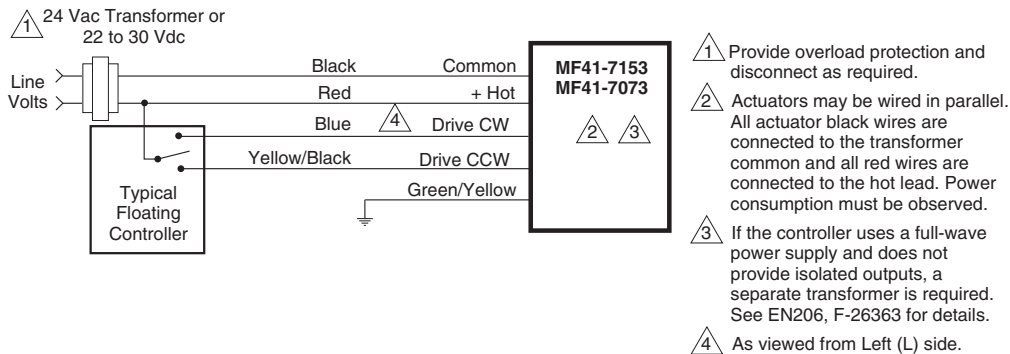 1 24 Vac Transformer or
22 to 30 Vdc
Line
Volts
Black Common
Red + Hot
4
Blue Drive CW
Yellow/Black Drive CCW
Green/Yellow
Typical
Floating
Controller
MF41-7153
MF41-7073
2 3
1 Provide overload protection and
disconnect as required.
2 Actuators may be wired in parallel.
All actuator black wires are
connected to the transformer
common and all red wires are
connected to the hot lead. Power
consumption must be observed.
3 If the controller uses a full-wave
power supply and does not
provide isolated outputs, a
separate transformer is required.
See EN206, F-26363 for details.
4 As viewed from Left (L) side.